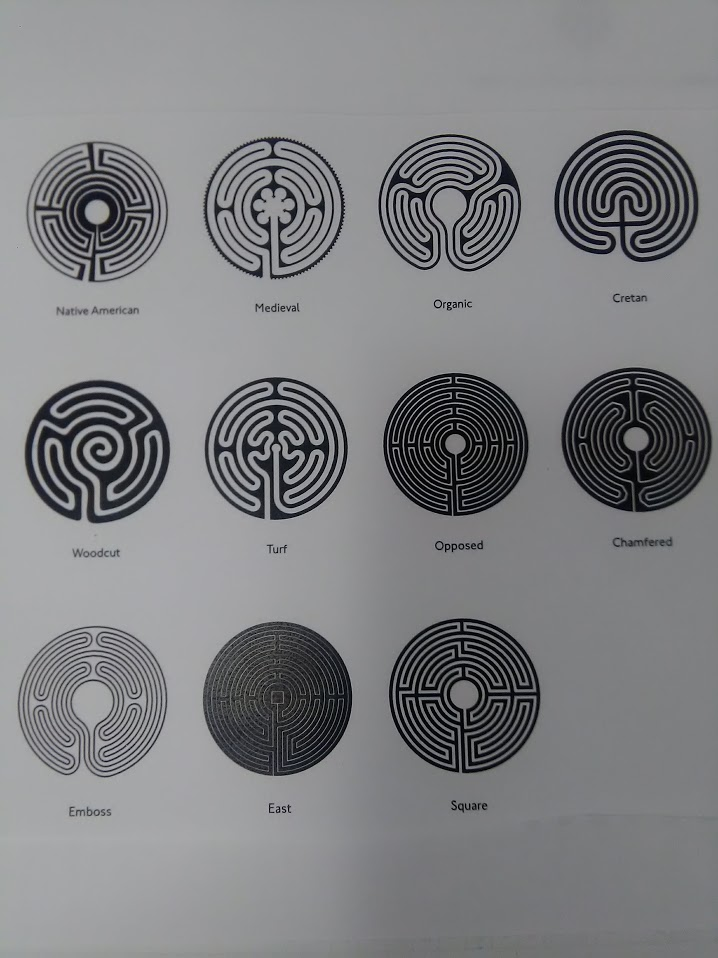 Native American
Medieval
Organic
Cretan
Woodcut
Turf
Opposed
Chamfered
Emboss
East
Square